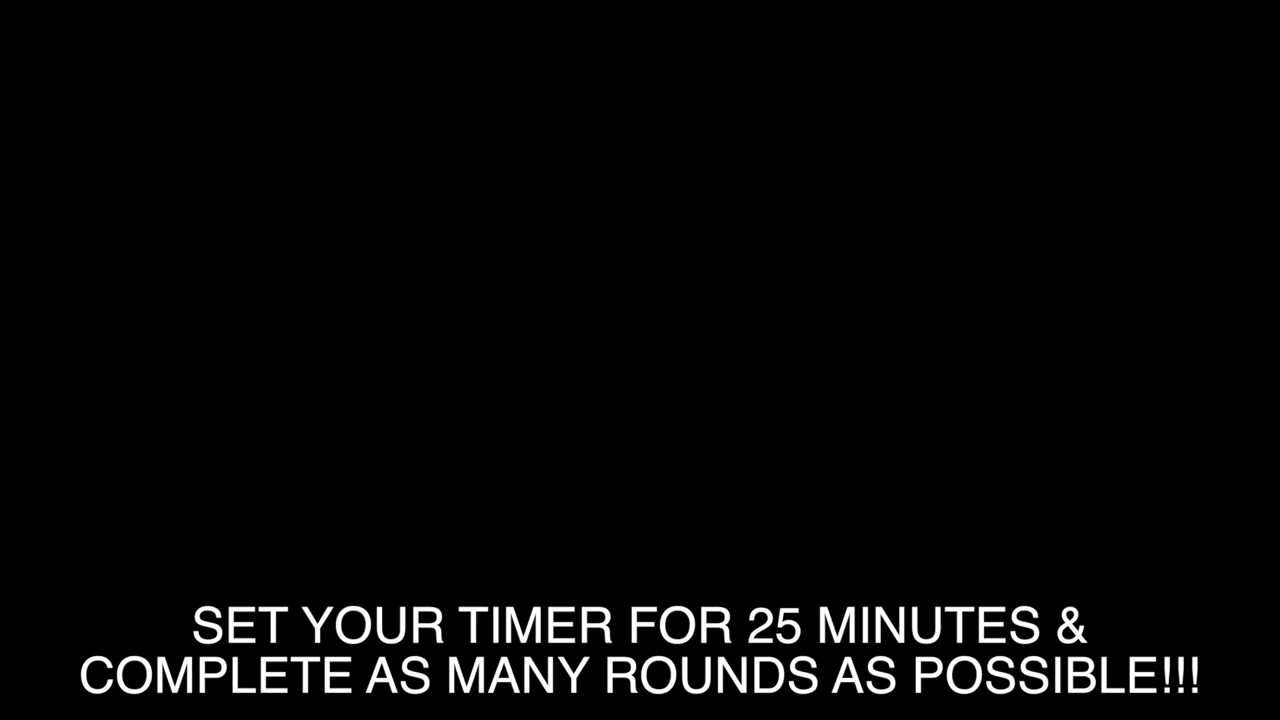 SET YOUR TIMER FOR 25 MINUTES &
COMPLETE AS MANY ROUNDS AS POSSIBLE!!!